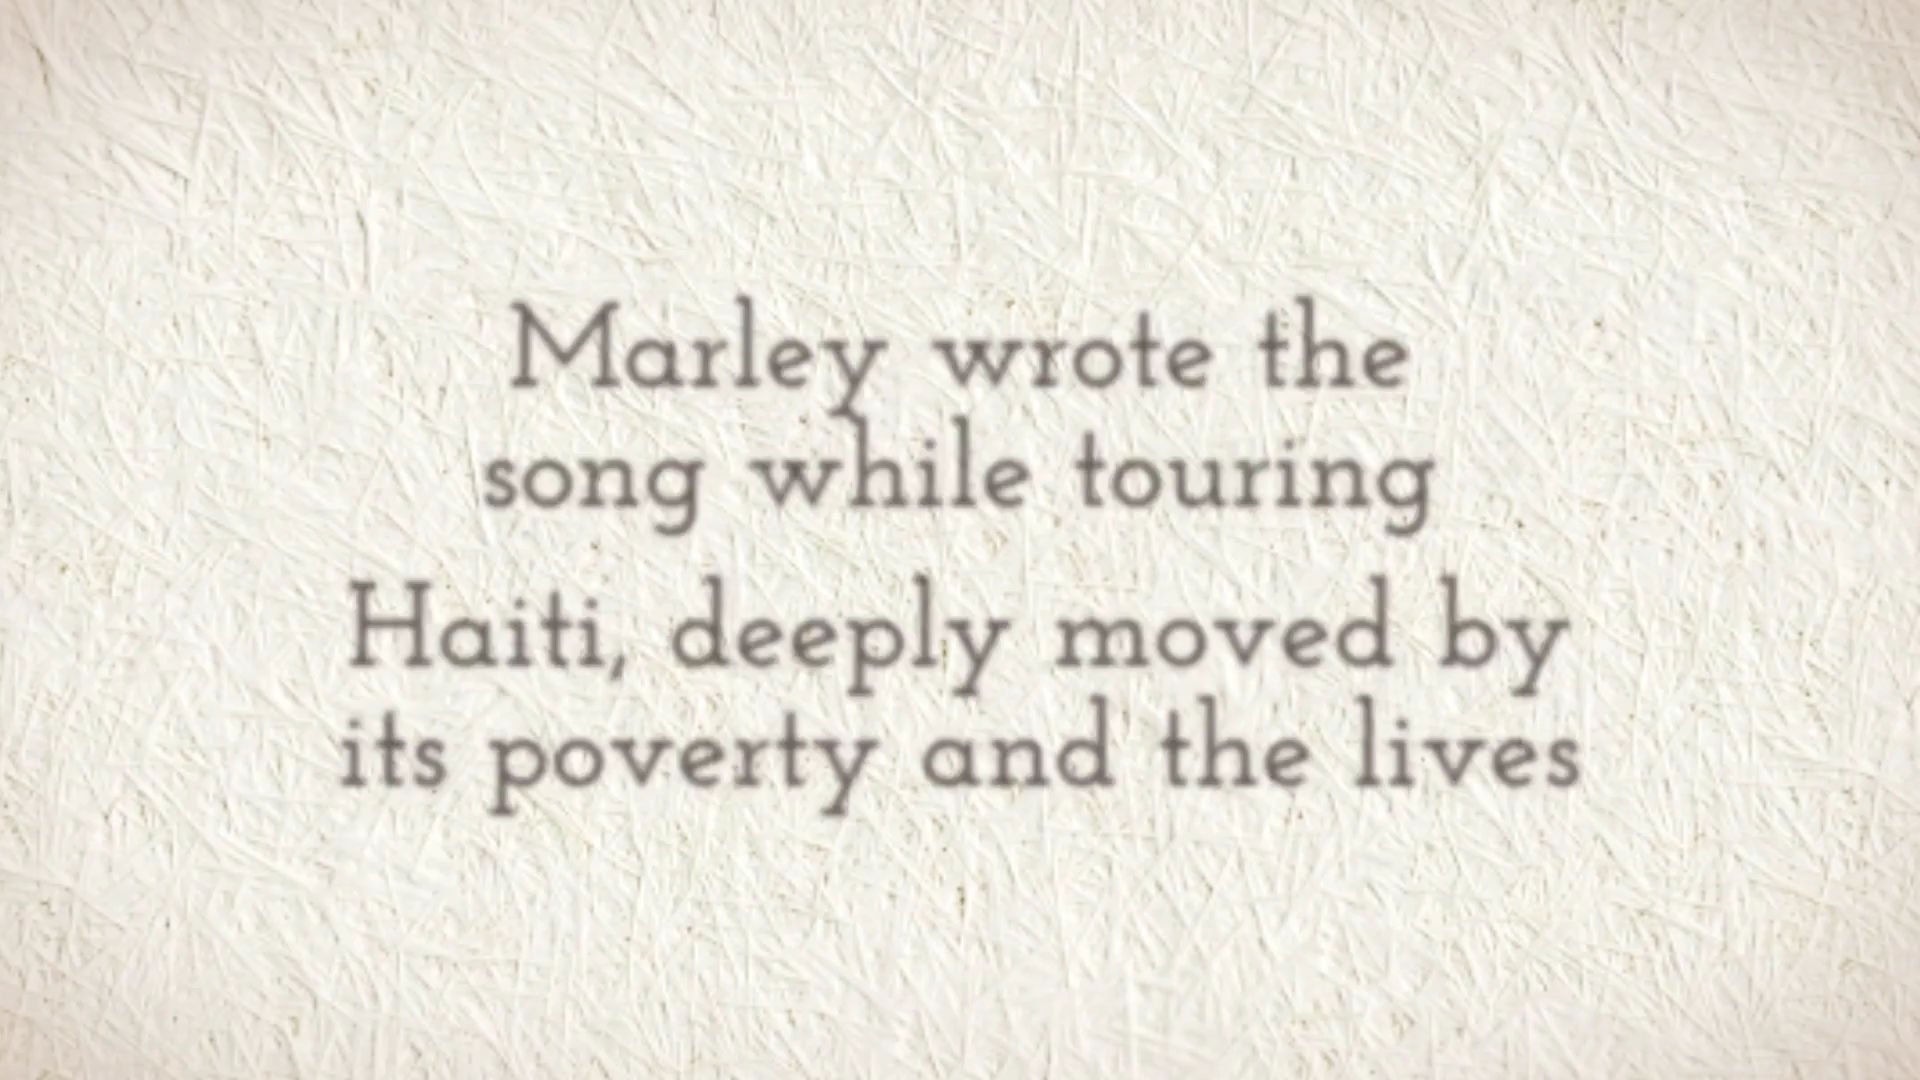 Marley wrote the
song while touring
Haiti, deeply moved by
its poverty and the lives